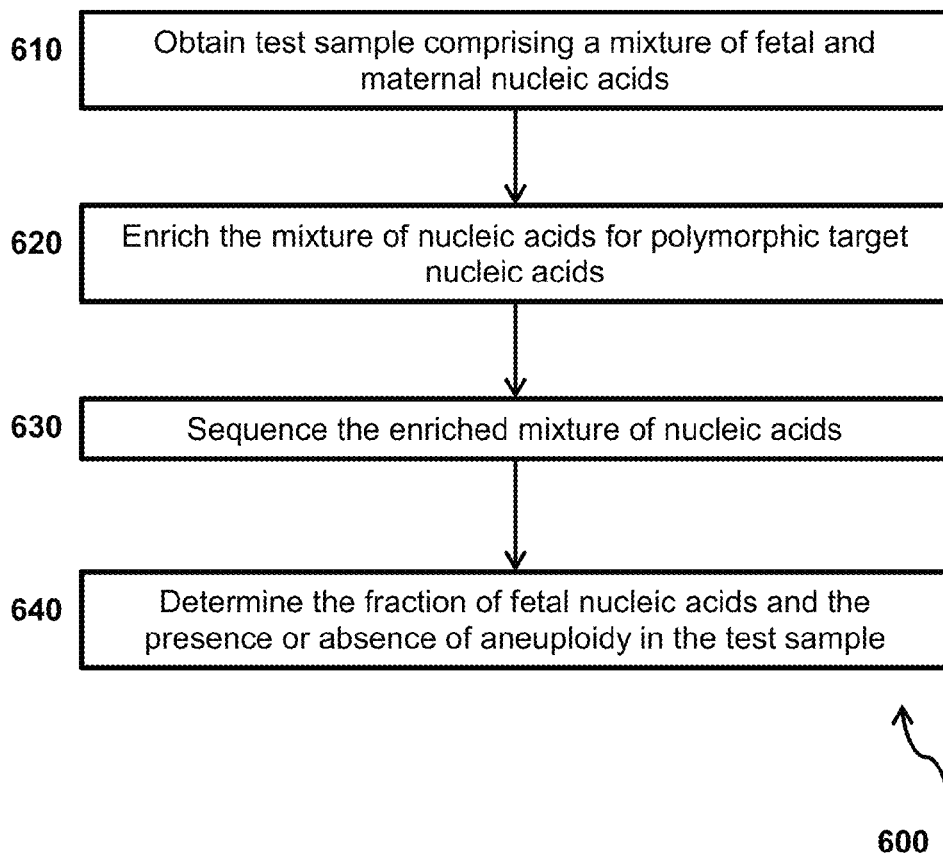 610
Obtain test sample comprising a mixture of fetal and
maternal nucleic acids
620
Enrich the mixture of nucleic acids for polymorphic target
nucleic acids
630
Sequence the enriched mixture of nucleic acids
640
Determine the fraction of fetal nucleic acids and the
presence or absence of aneuploidy in the test sample
600